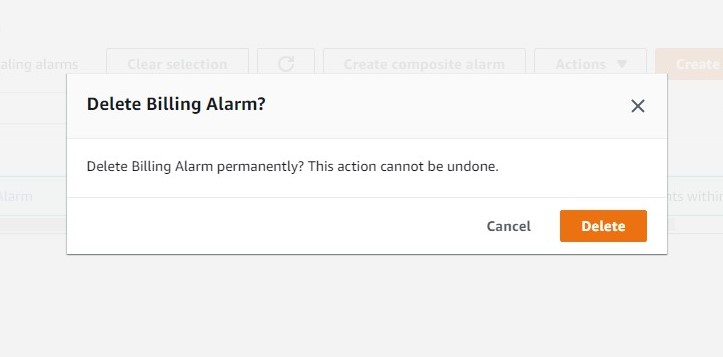 aling alarms
Clear selection
Create composite alarm
Actions
Create
Delete Billing Alarm?
Delete Billing Alarm permanently? This action cannot be undone.
Alarm
nts within
Cancel
Delete